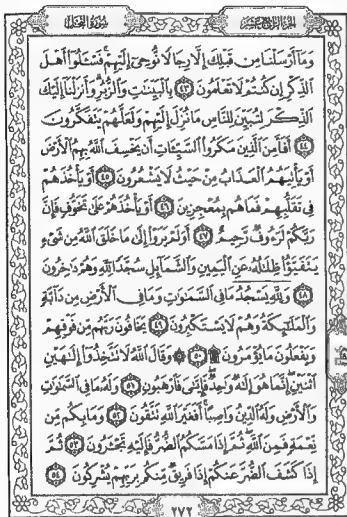 الجزء الرابع عشر سورة النحل
وَمَآ أَرْسَلْنَا مِن قَبْلِكَ إِلَّا رِجَالًا نُّوحِىٓ إِلَيْهِمْ فَسْـَٔلُوٓا۟ أَهْلَ
ٱلذِّكْرِ إِن كُنتُمْ لَا تَعْلَمُونَ ٤٣ بِٱلْبَيِّنَـٰتِ وَٱلزُّبُرِ وَأَنزَلْنَآ إِلَيْكَ
ٱلذِّكْرَ لِتُبَيِّنَ لِلنَّاسِ مَا نُزِّلَ إِلَيْهِمْ وَلَعَلَّهُمْ يَتَفَكَّرُونَ
٤٤ أَفَأَمِنَ ٱلَّذِينَ مَكَرُوا۟ ٱلسَّيِّـَٔاتِ أَن يَخْسِفَ ٱللَّهُ بِهِمُ ٱلْأَرْضَ
أَوْ يَأْتِيَهُمُ ٱلْعَذَابُ مِنْ حَيْثُ لَا يَشْعُرُونَ ٤٥ أَوْ يَأْخُذَهُمْ
فِى تَقَلُّبِهِمْ فَمَا هُم بِمُعْجِزِينَ ٤٦ أَوْ يَأْخُذَهُمْ عَلَىٰ تَخَوُّفٍ فَإِنَّ
رَبَّكُمْ لَرَءُوفٌ رَّحِيمٌ ٤٧ أَوَلَمْ يَرَوْا۟ إِلَىٰ مَا خَلَقَ ٱللَّهُ مِن شَىْءٍ
يَتَفَيَّؤُا۟ ظِلَـٰلُهُۥ عَنِ ٱلْيَمِينِ وَٱلشَّمَآئِلِ سُجَّدًا لِّلَّهِ وَهُمْ دَٰخِرُونَ
٤٨ وَلِلَّهِ يَسْجُدُ مَا فِى ٱلسَّمَـٰوَٰتِ وَمَا فِى ٱلْأَرْضِ مِن دَآبَّةٍ
وَٱلْمَلَـٰٓئِكَةُ وَهُمْ لَا يَسْتَكْبِرُونَ ٤٩ يَخَافُونَ رَبَّهُم مِّن فَوْقِهِمْ
وَيَفْعَلُونَ مَا يُؤْمَرُونَ ۩ ٥٠ ۞ وَقَالَ ٱللَّهُ لَا تَتَّخِذُوٓا۟ إِلَـٰهَيْنِ
ٱثْنَيْنِ إِنَّمَا هُوَ إِلَـٰهٌ وَٰحِدٌ فَإِيَّـٰىَ فَٱرْهَبُونِ ٥١ وَلَهُۥ مَا فِى ٱلسَّمَـٰوَٰتِ
وَٱلْأَرْضِ وَلَهُ ٱلدِّينُ وَاصِبًا أَفَغَيْرَ ٱللَّهِ تَتَّقُونَ ٥٢ وَمَا بِكُم مِّن
نِّعْمَةٍ فَمِنَ ٱللَّهِ ثُمَّ إِذَا مَسَّكُمُ ٱلضُّرُّ فَإِلَيْهِ تَجْـَٔرُونَ ٥٣ ثُمَّ
إِذَا كَشَفَ ٱلضُّرَّ عَنكُمْ إِذَا فَرِيقٌ مِّنكُم بِرَبِّهِمْ يُشْرِكُونَ ٥٤
٢٧٢